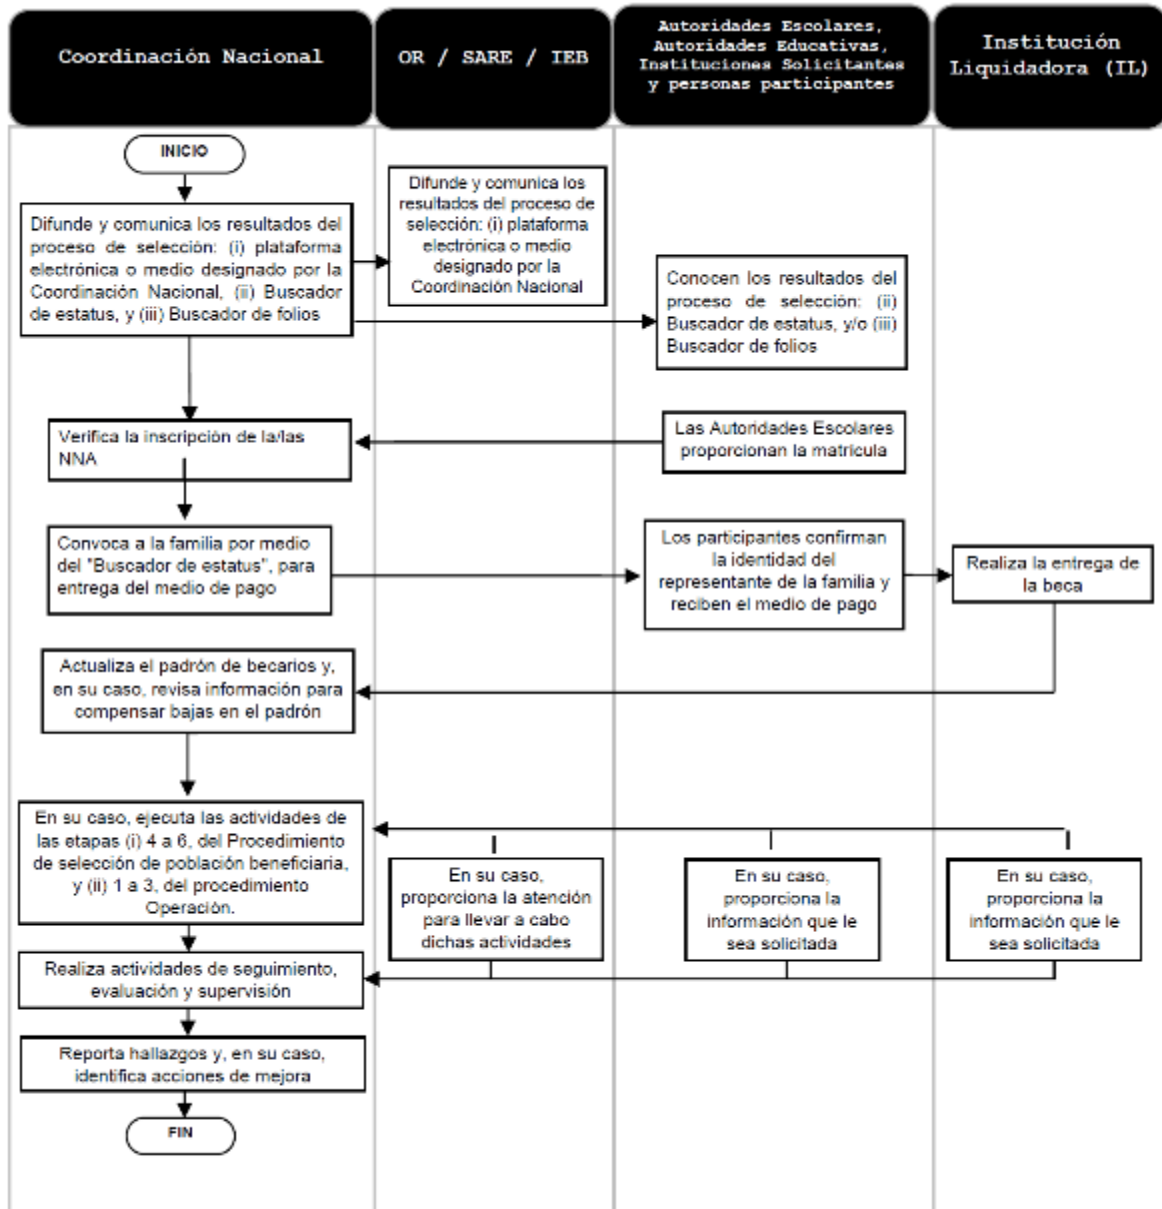 Coordinación Nacional
OR / SARE / IEB
Autoridades Escolares,
Autoridades Educativas,
Instituciones Solicitantes
y personas participantes
Institución
Liquidadora (IL)
INICIO
Difunde y comunica los resultados del
proceso de selección: (i) plataforma
electrónica o medio designado por la
Coordinación Nacional, (ii) Buscador
de estatus, y (iii) Buscador de folios
Difunde y comunica los
resultados del proceso de
selección: (i) plataforma
electrónica o medio
designado por la
Coordinación Nacional
Conocen los resultados del
proceso de selección: (ii)
Buscador de estatus, y/o (iii)
Buscador de folios
Verifica la inscripción de la/las
NNA
Las Autoridades Escolares
proporcionan la matrícula
Convoca a la familia por medio
del "Buscador de estatus", para
entrega del medio de pago
Los participantes confirman
la identidad del
representante de la familia y
reciben el medio de pago
Realiza la entrega de
la beca
Actualiza el padrón de becarios y,
en su caso, revisa información para
compensar bajas en el padrón
En su caso, ejecuta las actividades de
las etapas (i) 4 a 6, del Procedimiento
de selección de población beneficiaria,
y (ii) 1 a 3, del procedimiento
Operación.
En su caso,
proporciona la atención
para llevar a cabo
dichas actividades
En su caso,
proporciona la
información que le
sea solicitada
En su caso,
proporciona la
información que le
sea solicitada
Realiza actividades de seguimiento,
evaluación y supervisión
Reporta hallazgos y, en su caso,
identifica acciones de mejora
FIN